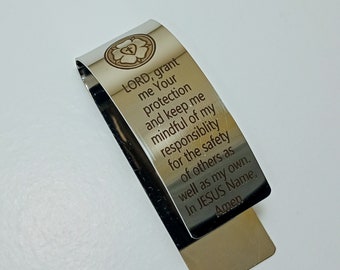 LORD, grant
me Your
protection
and keep me
mindful of my
responsiblity
for the safety
of others as
well as my own.
In JESUS Name,
Amen